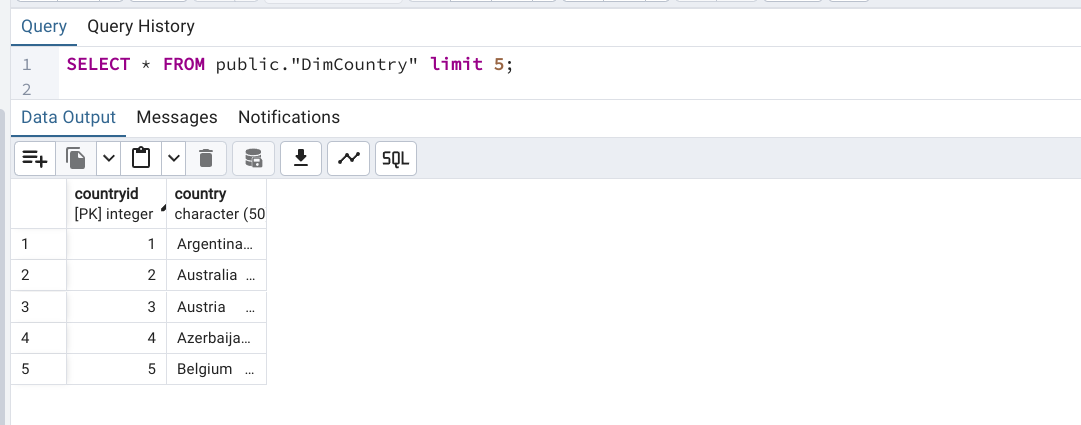 Query Query History
1 SELECT * FROM public."DimCountry" limit 5;
2
Data Output Messages Notifications
SQL
countryid country
[PK] integer character (50
1 1 Argentina...
2 2 Australia ...
3 3 Austria ...
4 4 Azerbaija...
5 5 Belgium ...